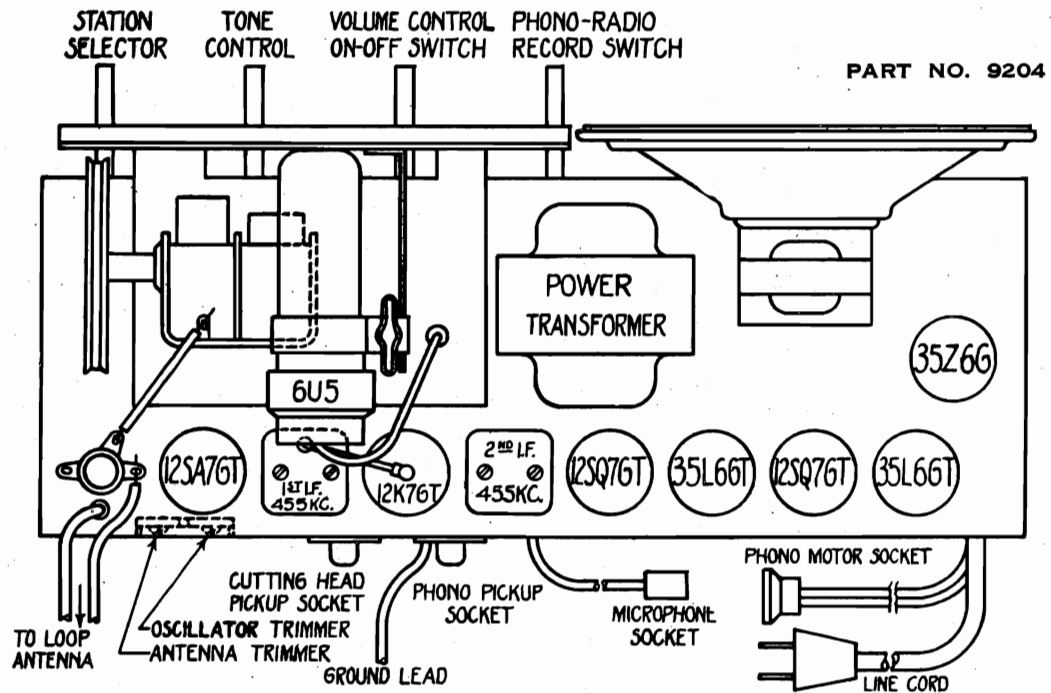 STATION
SELECTOR
TONE
CONTROL
VOLUME CONTROL
ON-OFF SWITCH
PHONO-RADIO
RECORD SWITCH
PART NO. 9204
POWER
TRANSFORMER
35Z6G
6U5
12SA7GT
1ST I.F.
455KC.
12K7GT
2ND I.F.
455KC.
12SQ7GT
35L6GT
12SQ7GT
35L6GT
CUTTING HEAD
PICKUP SOCKET
PHONO PICKUP
SOCKET
MICROPHONE
SOCKET
PHONO MOTOR SOCKET
TO LOOP
ANTENNA
OSCILLATOR TRIMMER
ANTENNA TRIMMER
GROUND LEAD
LINE CORD